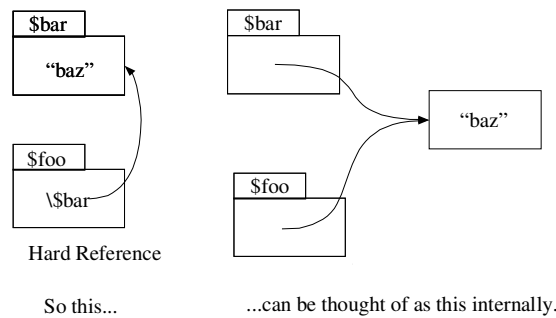 $bar
“baz”
$foo
\$bar
Hard Reference
So this...
$bar
“baz”
$foo
...can be thought of as this internally.